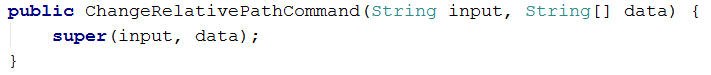 public ChangeRelativePathCommand(String input, String[] data) {
    super(input, data);
}